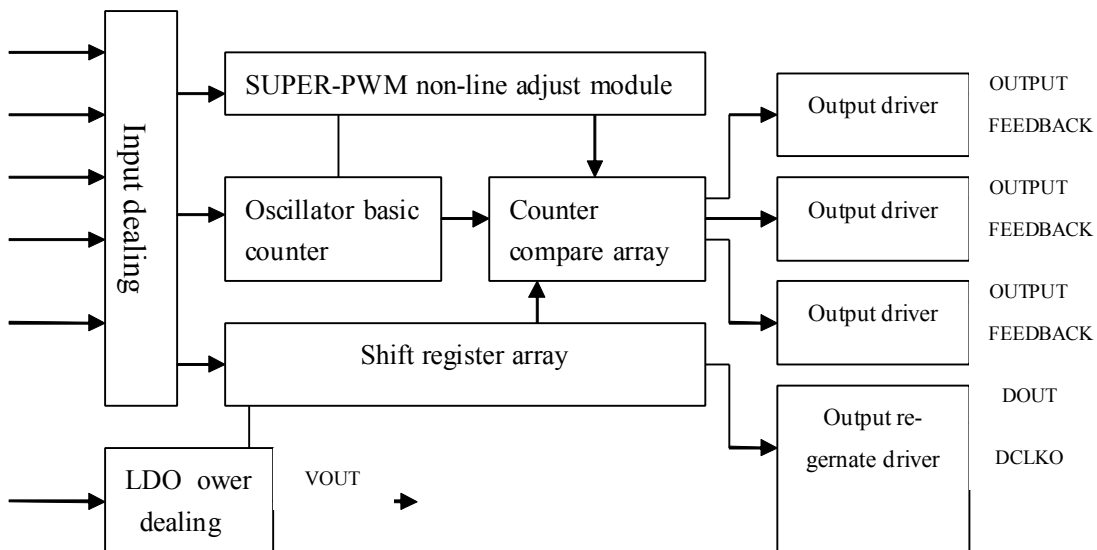 Input dealing
SUPER-PWM non-line adjust module
Oscillator basic
counter
Counter
compare array
Shift register array
LDO ower
dealing
VOUT
Output driver
OUTPUT
FEEDBACK
Output driver
OUTPUT
FEEDBACK
Output driver
OUTPUT
FEEDBACK
Output re-
gernate driver
DOUT
DCLKO